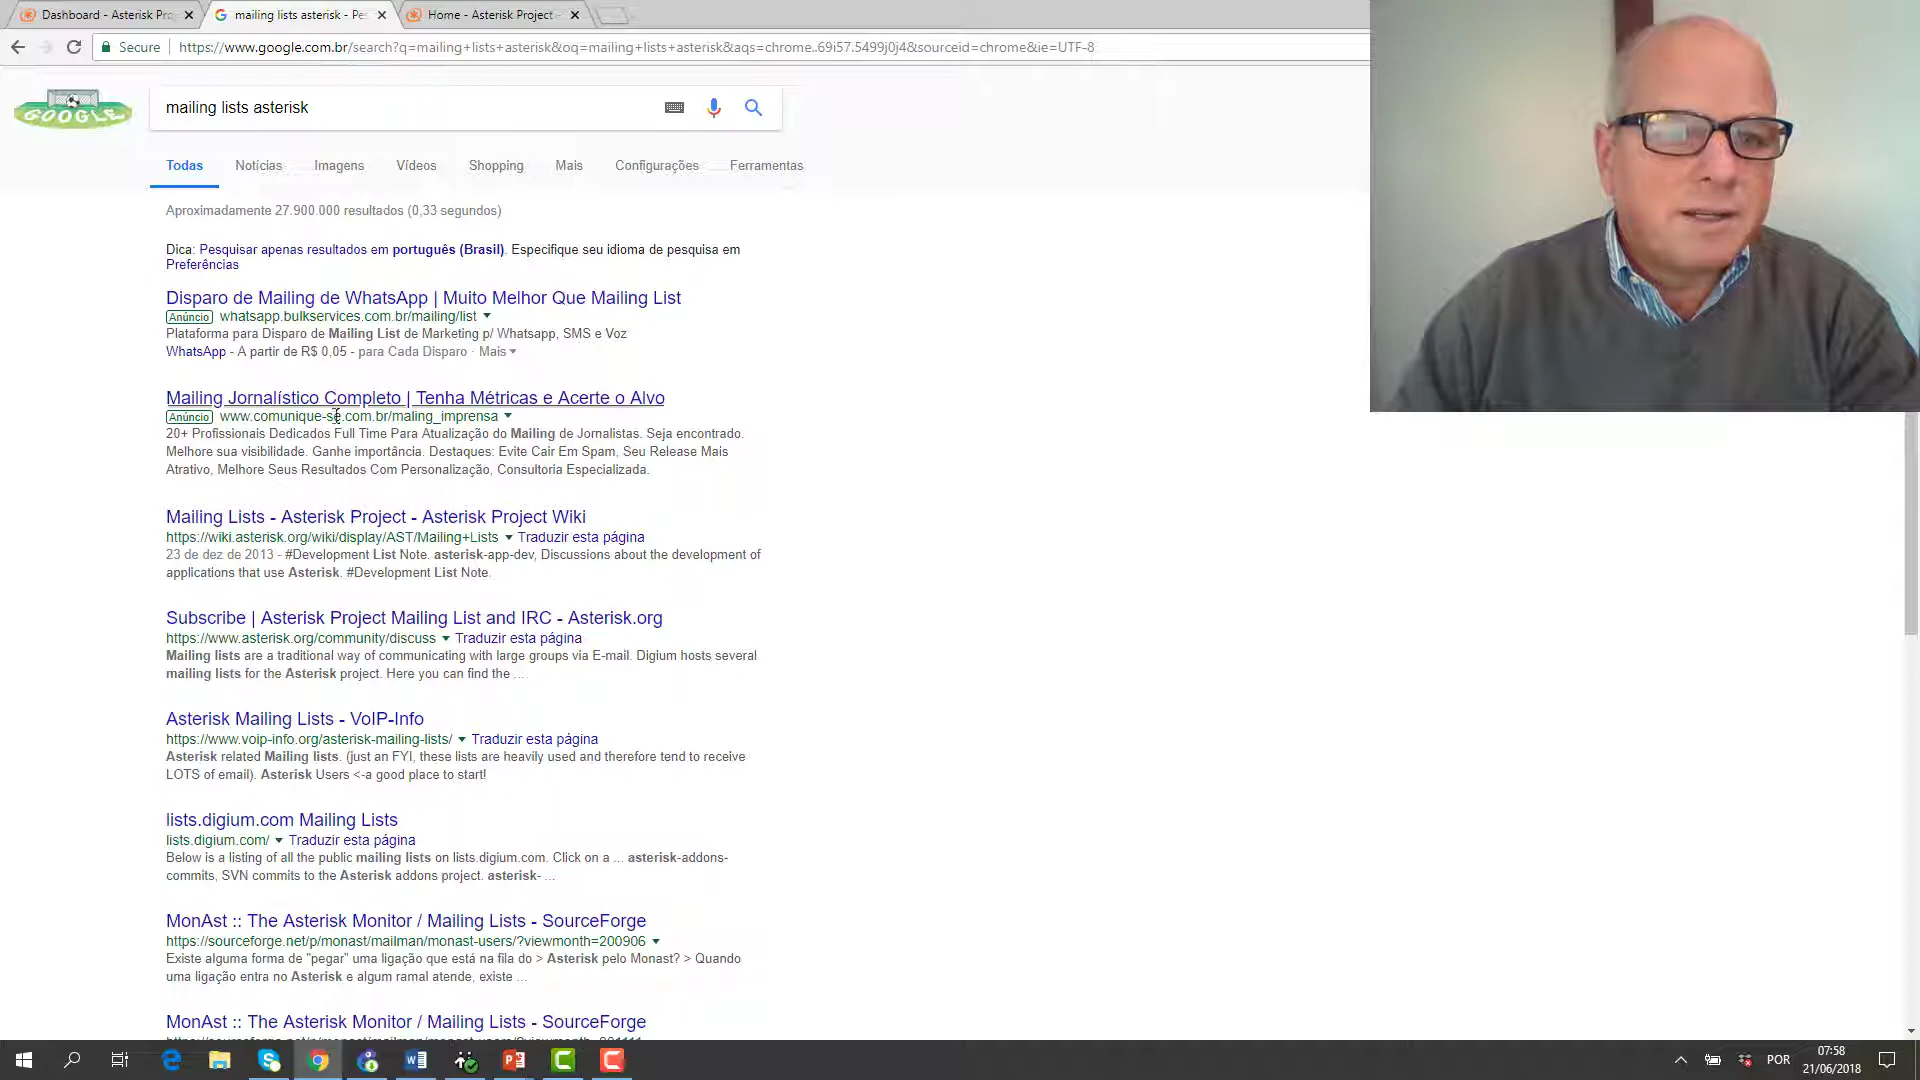 Dashboard - Asterisk Pro
mailing lists asterisk - Pe
Home - Asterisk Project -
Secure
https://www.google.com.br/search?q=mailing+lists+asterisk&oq=mailing+lists+asterisk&aqs=chrome..69i57.5499j0j4&sourceid=chrome&ie=UTF-8
GOOGLE
mailing lists asterisk
Todas Notícias Imagens Vídeos Shopping Mais Configurações Ferramentas
Aproximadamente 27.900.000 resultados (0,33 segundos)
Dica: Pesquisar apenas resultados em português (Brasil). Especifique seu idioma de pesquisa em
Preferências
Disparo de Mailing de WhatsApp | Muito Melhor Que Mailing List
Anúncio whatsapp.bulkservices.com.br/mailing/list
Plataforma para Disparo de Mailing List de Marketing p/ Whatsapp, SMS e Voz
WhatsApp - A partir de R$ 0,05 - para Cada Disparo · Mais
Mailing Jornalístico Completo | Tenha Métricas e Acerte o Alvo
Anúncio www.comunique-se.com.br/maling_imprensa
20+ Profissionais Dedicados Full Time Para Atualização do Mailing de Jornalistas. Seja encontrado.
Melhore sua visibilidade. Ganhe importância. Destaques: Evite Cair Em Spam, Seu Release Mais
Atrativo, Melhore Seus Resultados Com Personalização, Consultoria Especializada.
Mailing Lists - Asterisk Project - Asterisk Project Wiki
https://wiki.asterisk.org/wiki/display/AST/Mailing+Lists Traduzir esta página
23 de dez de 2013 - #Development List Note. asterisk-app-dev, Discussions about the development of
applications that use Asterisk. #Development List Note.
Subscribe | Asterisk Project Mailing List and IRC - Asterisk.org
https://www.asterisk.org/community/discuss Traduzir esta página
Mailing lists are a traditional way of communicating with large groups via E-mail. Digium hosts several
mailing lists for the Asterisk project. Here you can find the ...
Asterisk Mailing Lists - VoIP-Info
https://www.voip-info.org/asterisk-mailing-lists/ Traduzir esta página
Asterisk related Mailing lists. (just an FYI, these lists are heavily used and therefore tend to receive
LOTS of email). Asterisk Users <-a good place to start!
lists.digium.com Mailing Lists
lists.digium.com/ Traduzir esta página
Below is a listing of all the public mailing lists on lists.digium.com. Click on a ... asterisk-addons-
commits, SVN commits to the Asterisk addons project. asterisk- ...
MonAst :: The Asterisk Monitor / Mailing Lists - SourceForge
https://sourceforge.net/p/monast/mailman/monast-users/?viewmonth=200906
Existe alguma forma de "pegar" uma ligação que está na fila do > Asterisk pelo Monast? > Quando
uma ligação entra no Asterisk e algum ramal atende, existe ...
MonAst :: The Asterisk Monitor / Mailing Lists - SourceForge
POR
07:58
21/06/2018